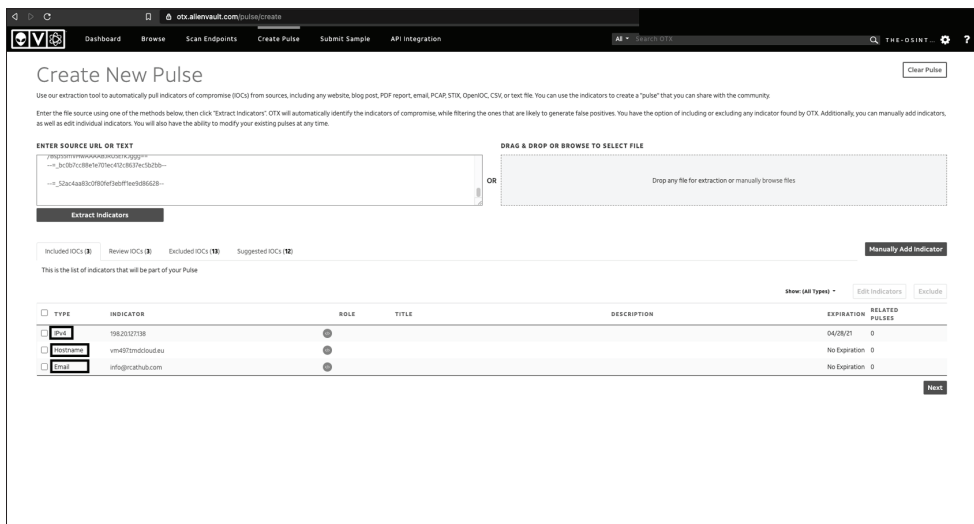 otx.alienvault.com/pulse/create
Dashboard Browse Scan Endpoints Create Pulse Submit Sample API Integration All Search OTX THE-OSINT... ?
Create New Pulse
Clear Pulse
Use our extraction tool to automatically pull indicators of compromise (IOCs) from sources, including any website, blog post, PDF report, email, PCAP, STIX, OpenIOC, CSV, or text file. You can use the indicators to create a "pulse" that you can share with the community.
Enter the file source using one of the methods below, then click "Extract Indicators". OTX will automatically identify the indicators of compromise, while filtering the ones that are likely to generate false positives. You have the option of including or excluding any indicator found by OTX. Additionally, you can manually add indicators,
as well as edit individual indicators. You will also have the ability to modify your existing pulses at any time.
ENTER SOURCE URL OR TEXT
--=_bc0b7cc88e1e701ec412c8637ec5b2bb--
--=_52ac4aa83c0f80fef3ebff1ee9d86628--
Extract Indicators
OR
DRAG & DROP OR BROWSE TO SELECT FILE
Drop any file for extraction or manually browse files
Included IOCs (3) Review IOCs (3) Excluded IOCs (13) Suggested IOCs (12)
Manually Add Indicator
This is the list of indicators that will be part of your Pulse
Show: (All Types) Edit Indicators Exclude
TYPE INDICATOR ROLE TITLE DESCRIPTION EXPIRATION RELATED PULSES
IPv4 198.20.127.138 04/28/21 0
Hostname vm497.tmdcloud.eu No Expiration 0
Email info@rcathub.com No Expiration 0
Next